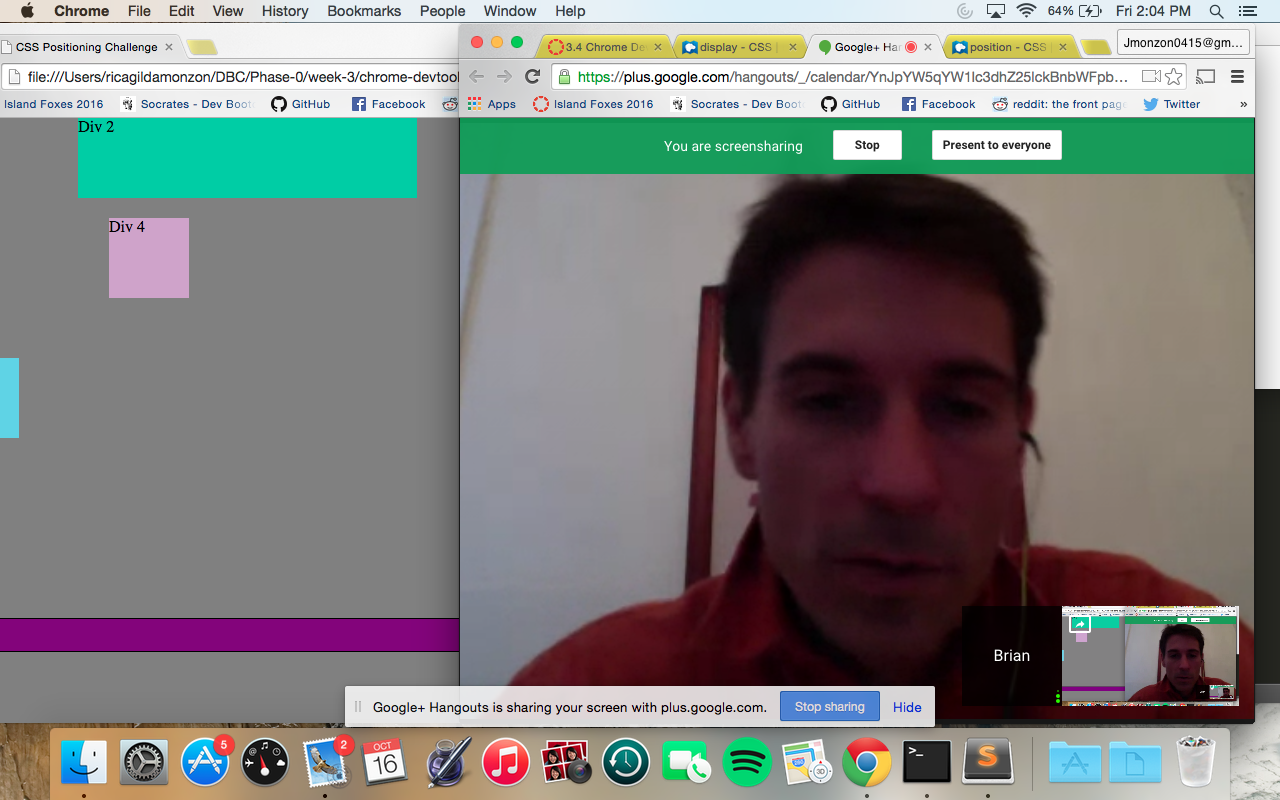 Chrome File Edit View History Bookmarks People Window Help 64% Fri 2:04 PM
CSS Positioning Challenge
3.4 Chrome De
display - CSS |
Google+ Ha
position - CSS
Jmonzon0415@gm...
file:///Users/ricagildamonzon/DBC/Phase-0/week-3/chrome-devtool
https://plus.google.com/hangouts/_/calendar/YnJpYW5qYW1lc3dhZ25lckBnbWFpb...
Island Foxes 2016 Socrates - Dev Boot GitHub Facebook
Apps Island Foxes 2016 Socrates - Dev Boot GitHub Facebook reddit: the front page Twitter »
Div 2
You are screensharing Stop Present to everyone
Div 4
Brian
Google+ Hangouts is sharing your screen with plus.google.com. Stop sharing Hide
5
2
OCT
16
>_
S
3D